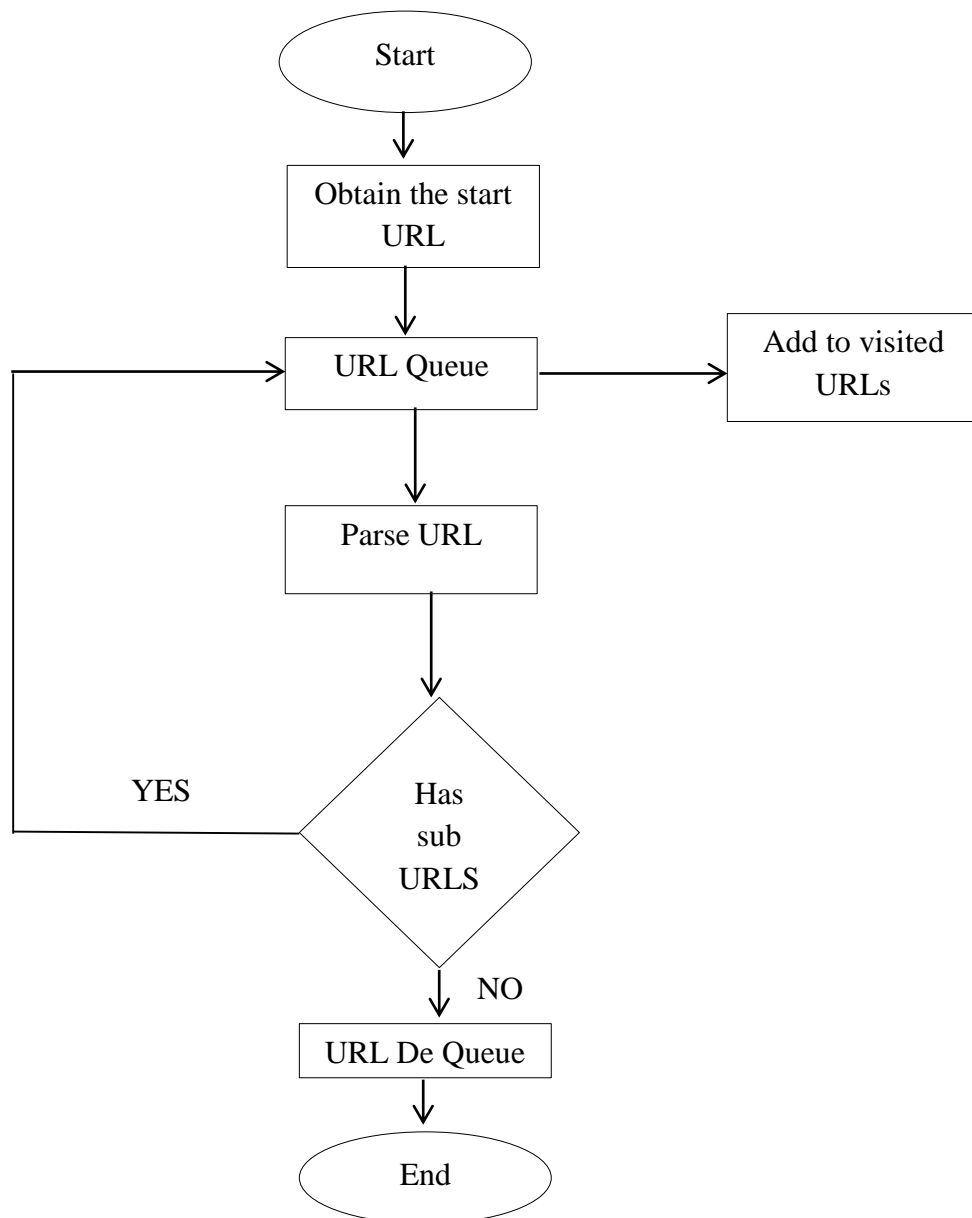 Start
Obtain the start
URL
URL Queue
Add to visited
URLs
Parse URL
YES
Has
sub
URLS
NO
URL De Queue
End